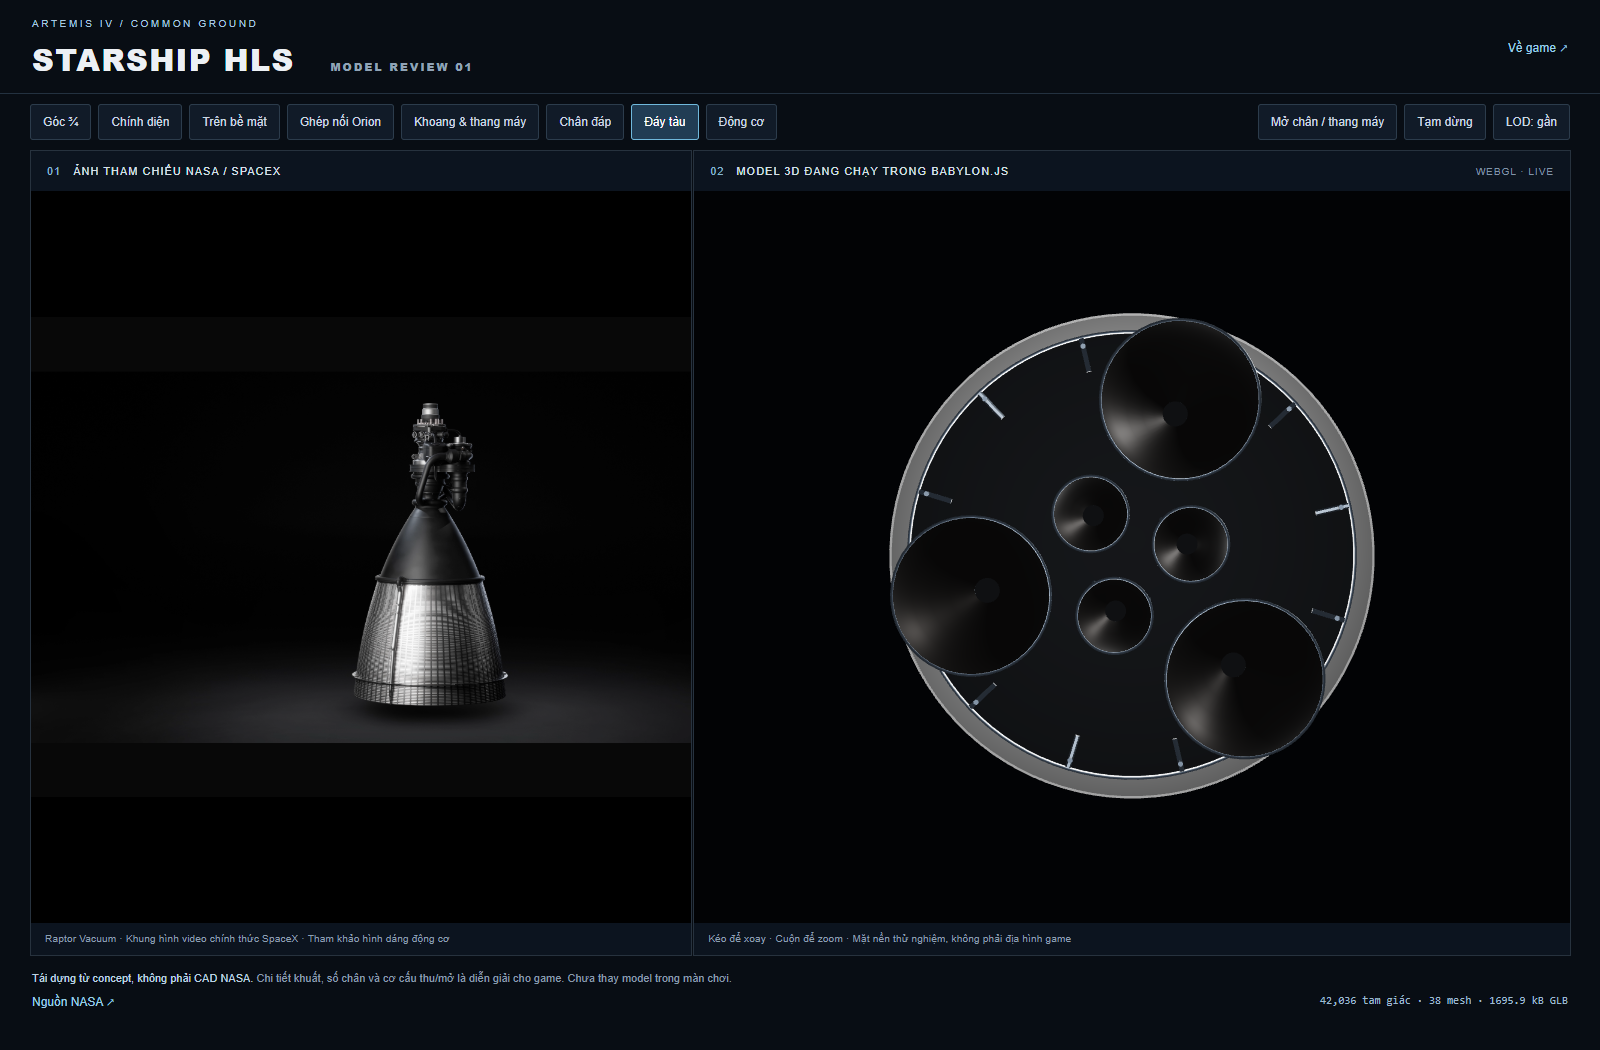 ARTEMIS IV / COMMON GROUND
STARSHIP HLS MODEL REVIEW 01
Về game ↗
Góc ¾ Chính diện Trên bề mặt Ghép nối Orion Khoang & thang máy Chân đáp Đáy tàu Động cơ Mở chân / thang máy Tạm dừng LOD: gần
01 ẢNH THAM CHIẾU NASA / SPACEX
02 MODEL 3D ĐANG CHẠY TRONG BABYLON.JS WEBGL · LIVE
Raptor Vacuum · Khung hình video chính thức SpaceX · Tham khảo hình dáng động cơ
Kéo để xoay · Cuộn để zoom · Mặt nền thử nghiệm, không phải địa hình game
Tái dựng từ concept, không phải CAD NASA. Chi tiết khuất, số chân và cơ cấu thu/mở là diễn giải cho game. Chưa thay model trong màn chơi.
Nguồn NASA ↗
42,036 tam giác · 38 mesh · 1695.9 kB GLB